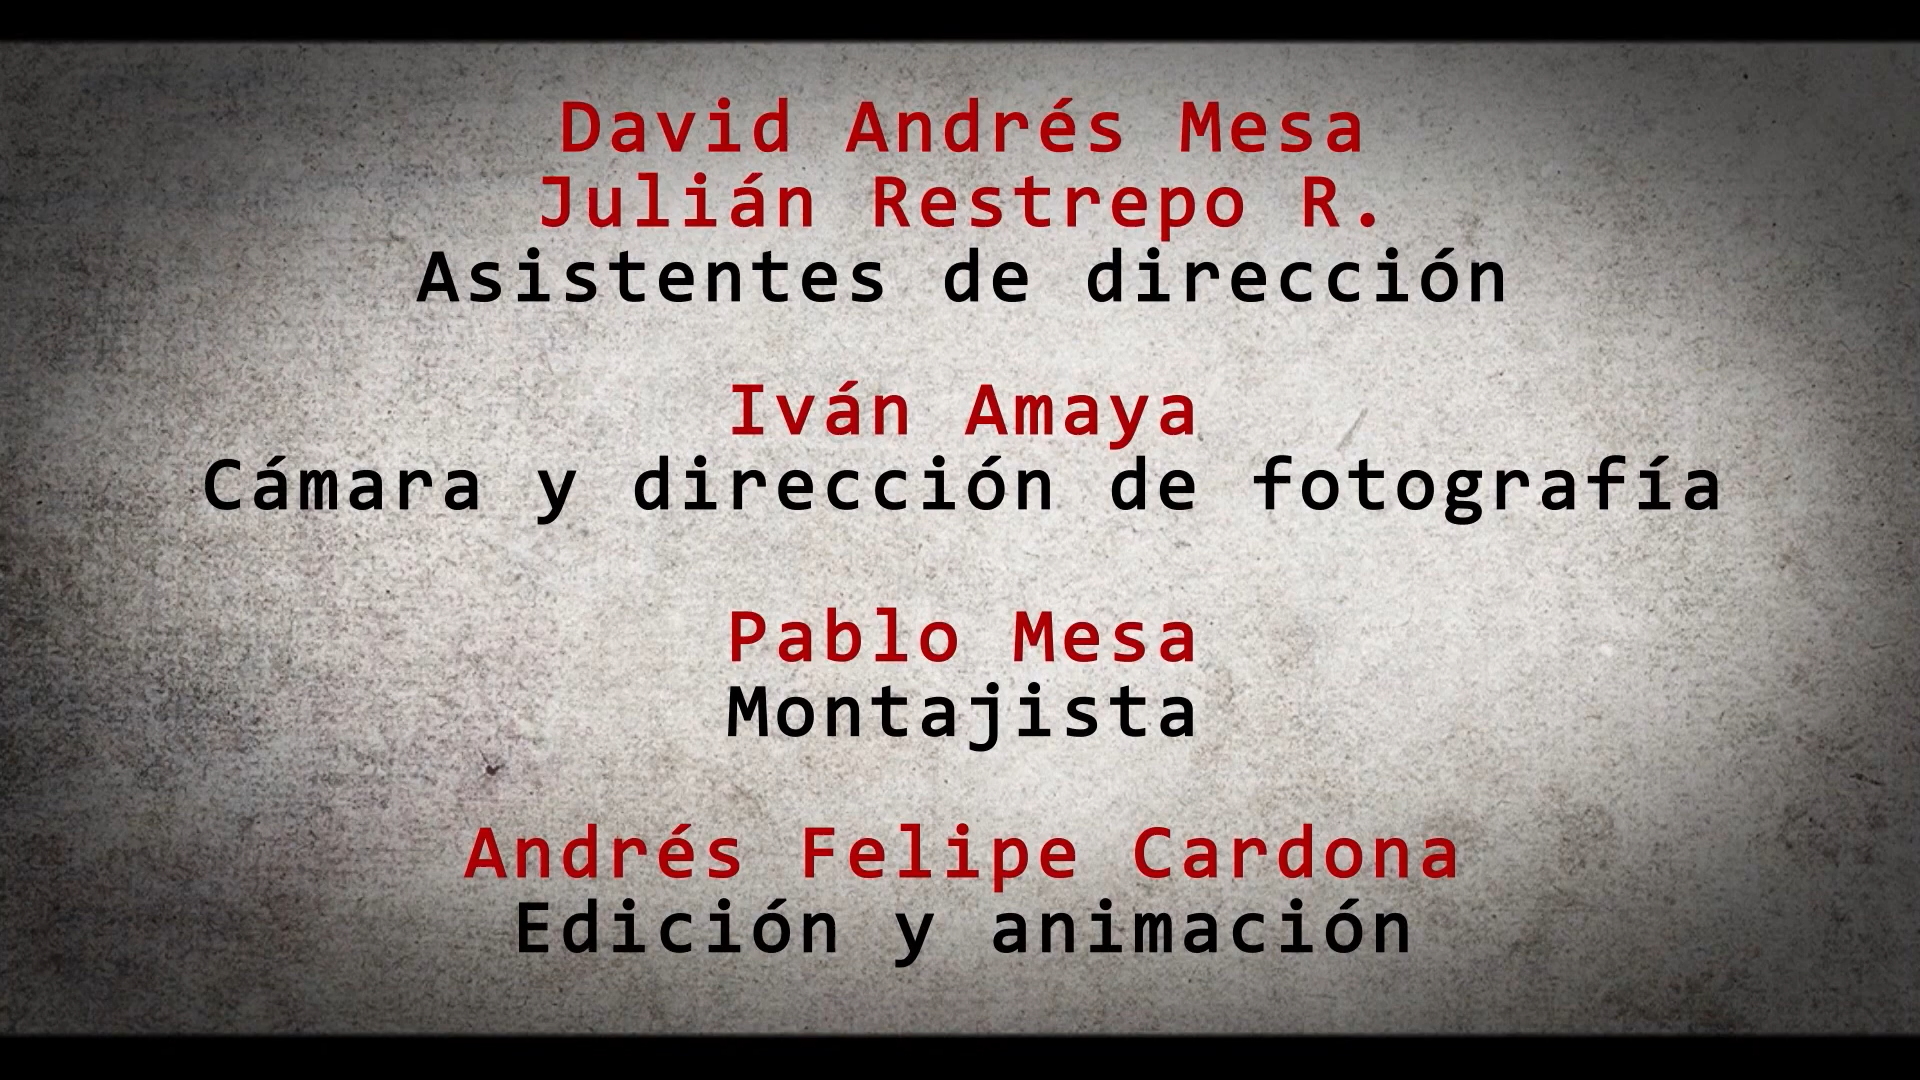 David Andrés Mesa
Julián Restrepo R.
Asistentes de dirección
Iván Amaya
Cámara y dirección de fotografía
Pablo Mesa
Montajista
Andrés Felipe Cardona
Edición y animación